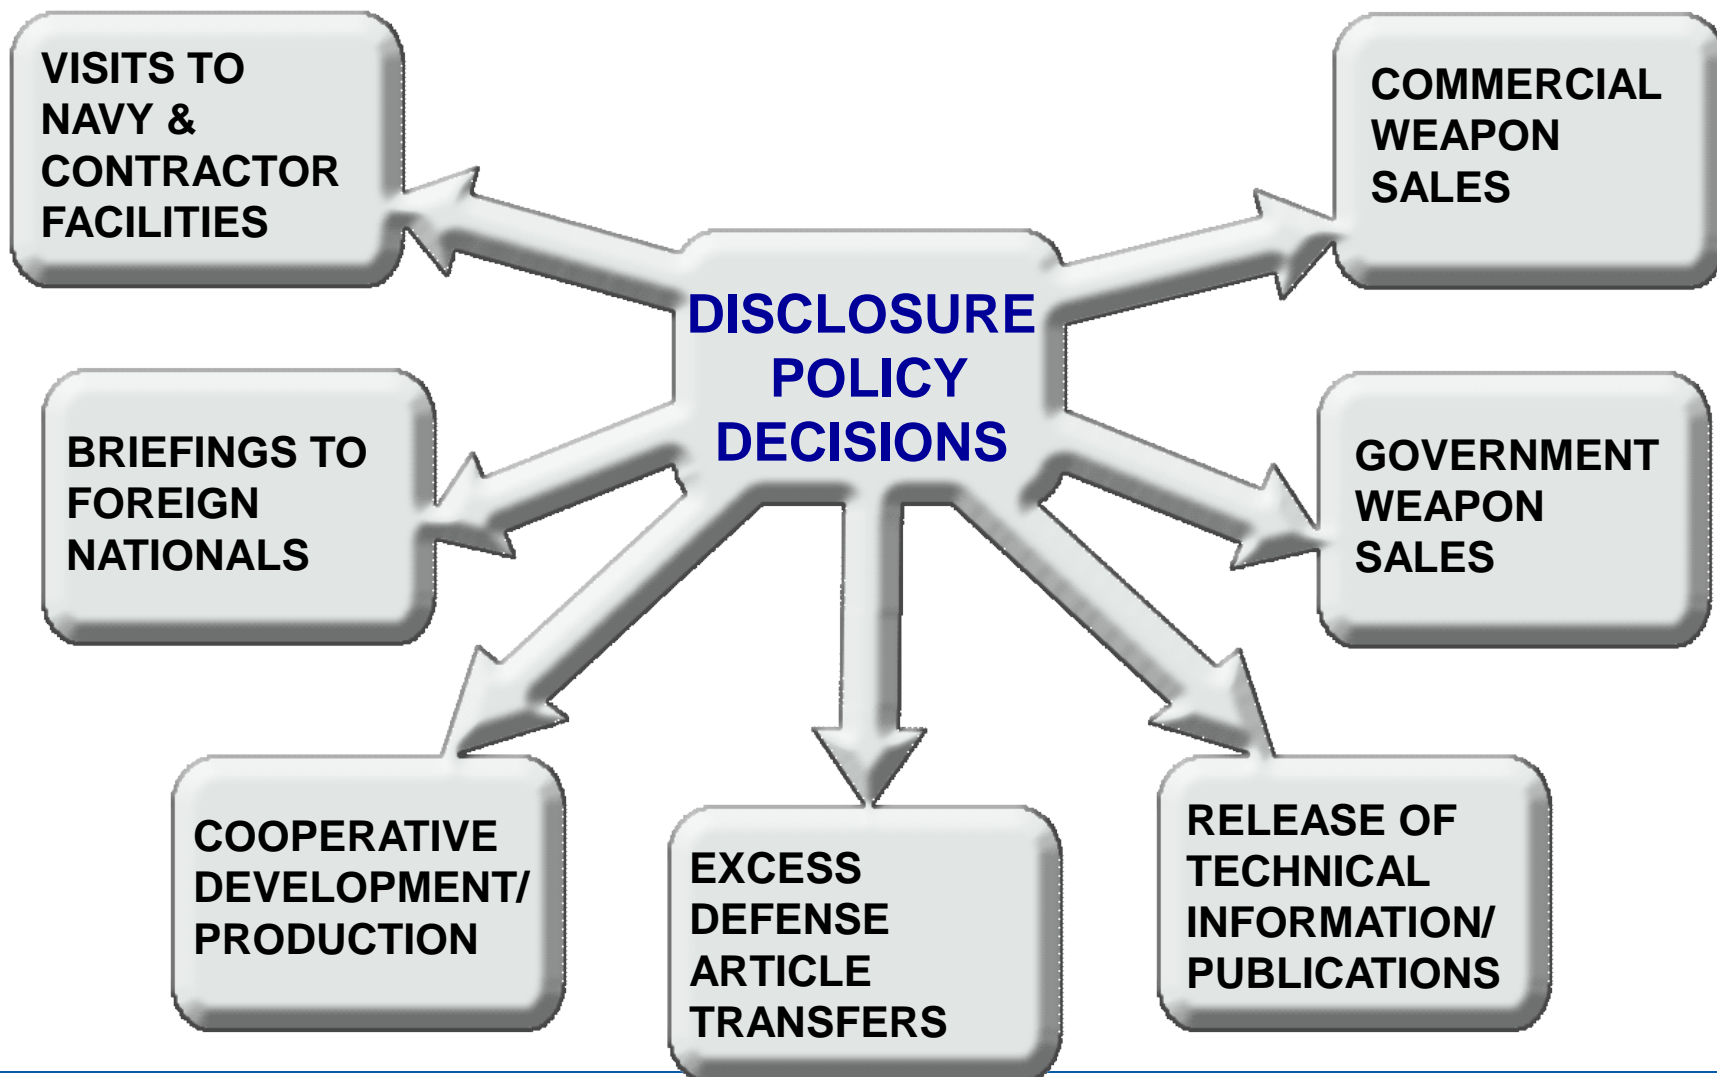 VISITS TO
NAVY &
CONTRACTOR
FACILITIES
COMMERCIAL
WEAPON
SALES
DISCLOSURE
POLICY
DECISIONS
BRIEFINGS TO
FOREIGN
NATIONALS
GOVERNMENT
WEAPON
SALES
COOPERATIVE
DEVELOPMENT/
PRODUCTION
EXCESS
DEFENSE
ARTICLE
TRANSFERS
RELEASE OF
TECHNICAL
INFORMATION/
PUBLICATIONS